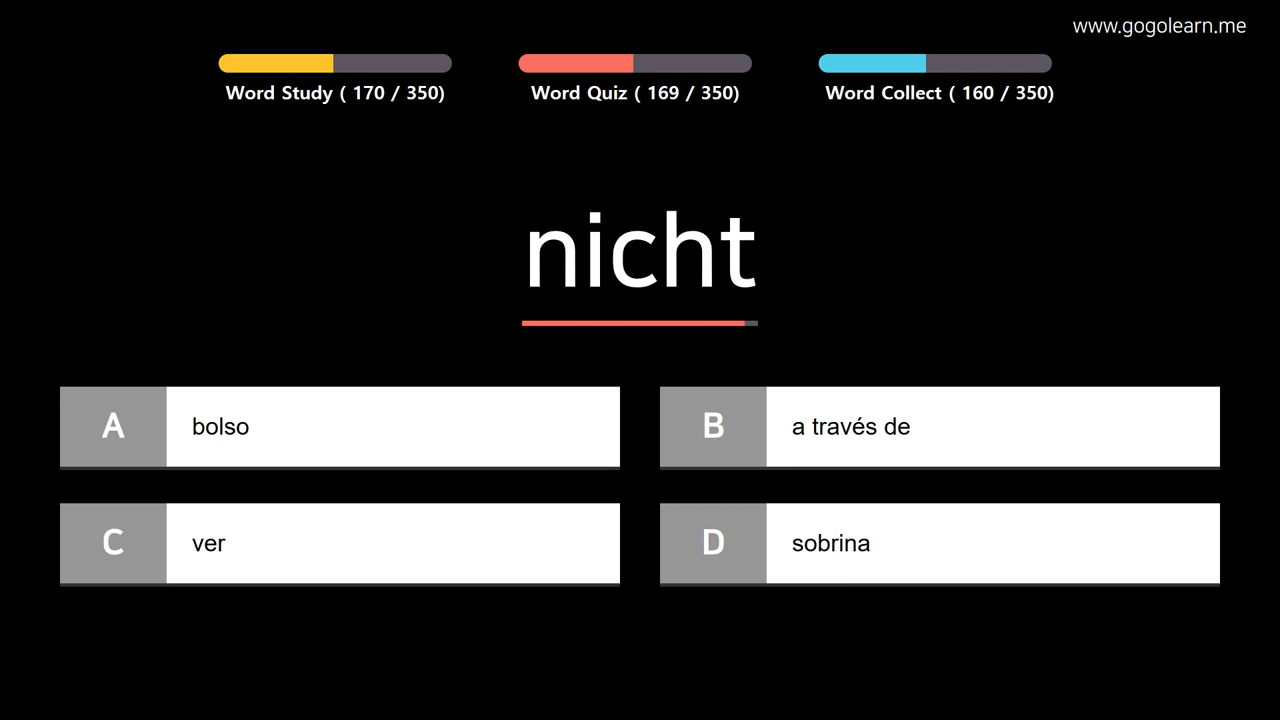 www.gogolearn.me
Word Study ( 170 / 350)
Word Quiz ( 169 / 350)
Word Collect ( 160 / 350)
nicht
A
bolso
B
a través de
C
ver
D
sobrina